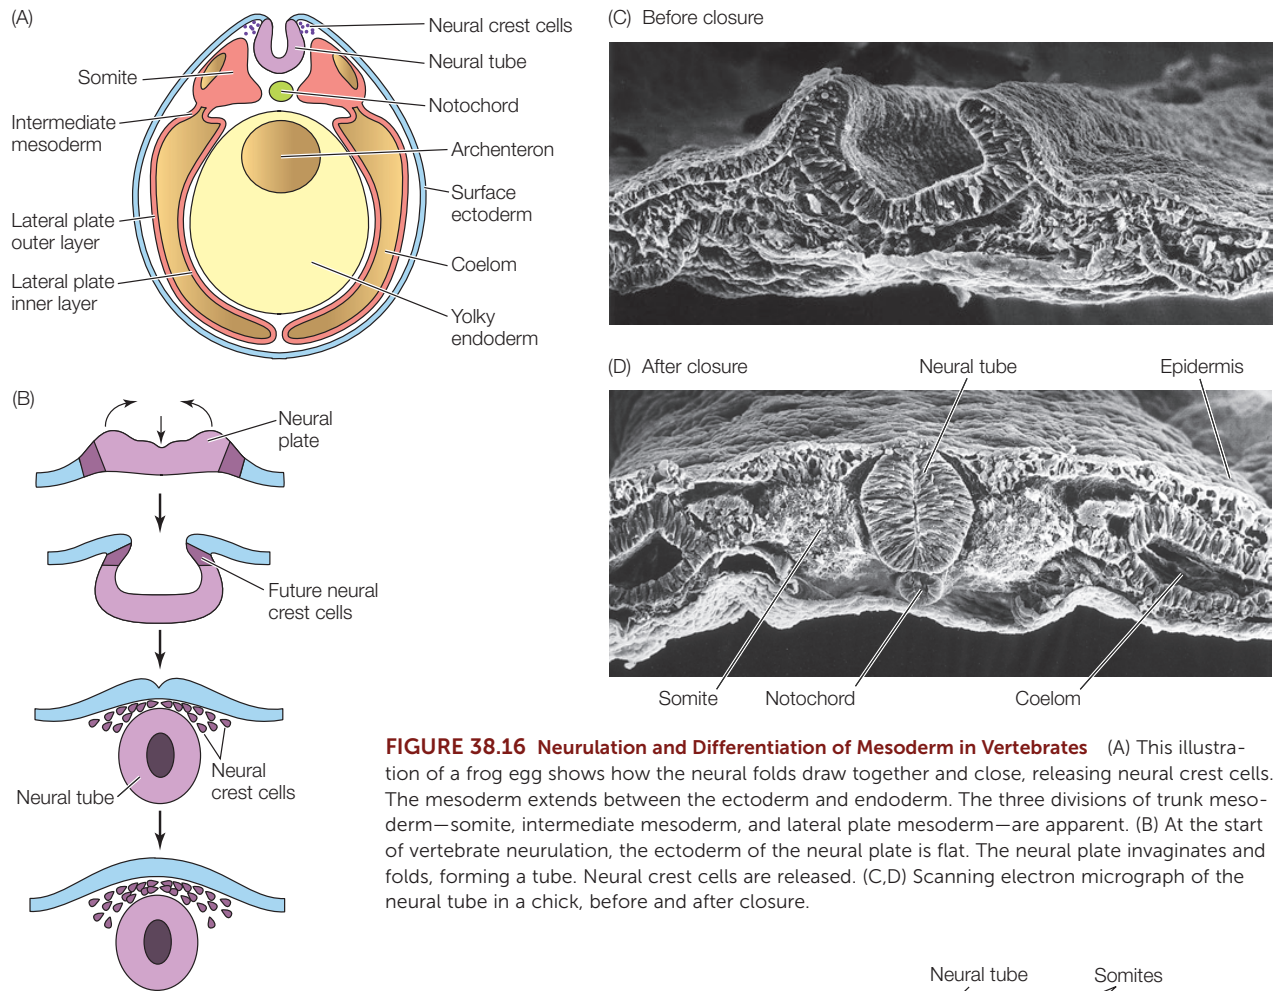 (A)
Neural crest cells
Neural tube
Somite
Notochord
Intermediate
mesoderm
Archenteron
Surface
ectoderm
Lateral plate
outer layer
Coelom
Lateral plate
inner layer
Yolky
endoderm
(B)
Neural
plate
Future neural
crest cells
Neural
crest cells
Neural tube
(C) Before closure
(D) After closure
Neural tube
Epidermis
Somite
Notochord
Coelom
FIGURE 38.16 Neurulation and Differentiation of Mesoderm in Vertebrates (A) This illustra-
tion of a frog egg shows how the neural folds draw together and close, releasing neural crest cells.
The mesoderm extends between the ectoderm and endoderm. The three divisions of trunk meso-
derm—somite, intermediate mesoderm, and lateral plate mesoderm—are apparent. (B) At the start
of vertebrate neurulation, the ectoderm of the neural plate is flat. The neural plate invaginates and
folds, forming a tube. Neural crest cells are released. (C,D) Scanning electron micrograph of the
neural tube in a chick, before and after closure.
Neural tube
Somites